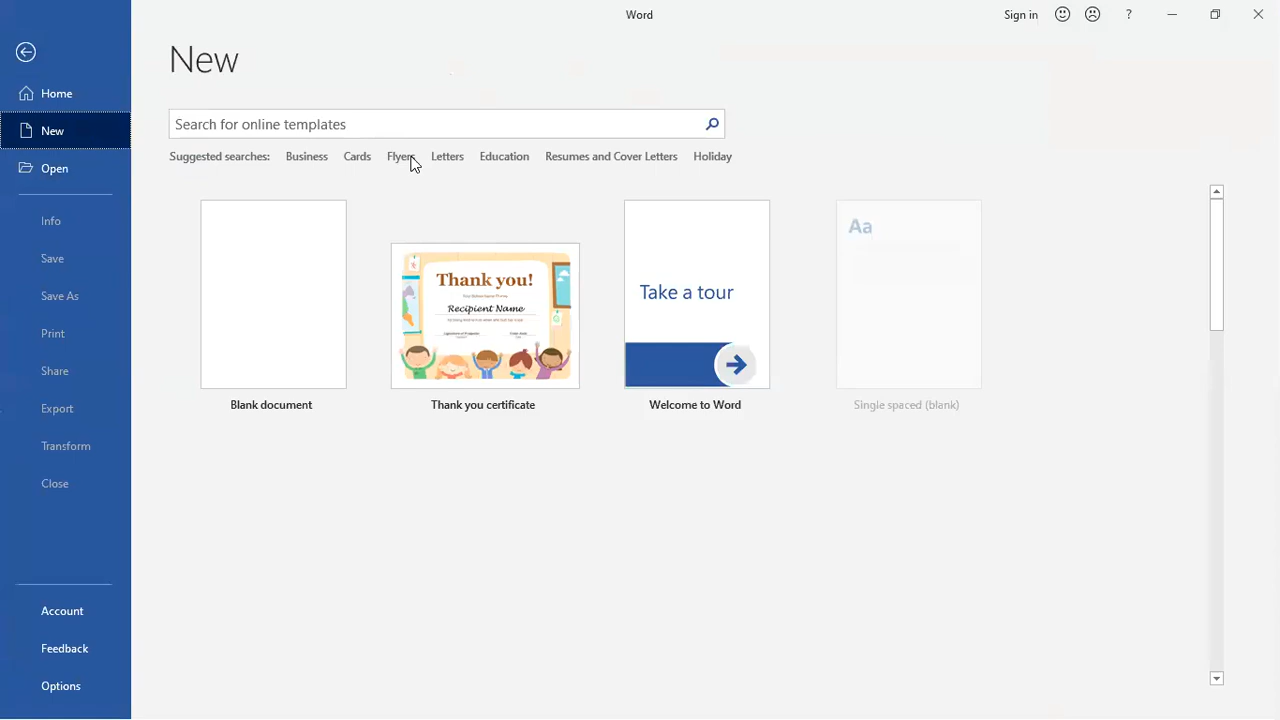 Word
Sign in
?
New
Home
New
Open
Info
Save
Save As
Print
Share
Export
Transform
Close
Account
Feedback
Options
Search for online templates
Suggested searches: Business Cards Flyers Letters Education Resumes and Cover Letters Holiday
Thank you!
Recipient Name
Take a tour
Aa
Blank document
Thank you certificate
Welcome to Word
Single spaced (blank)